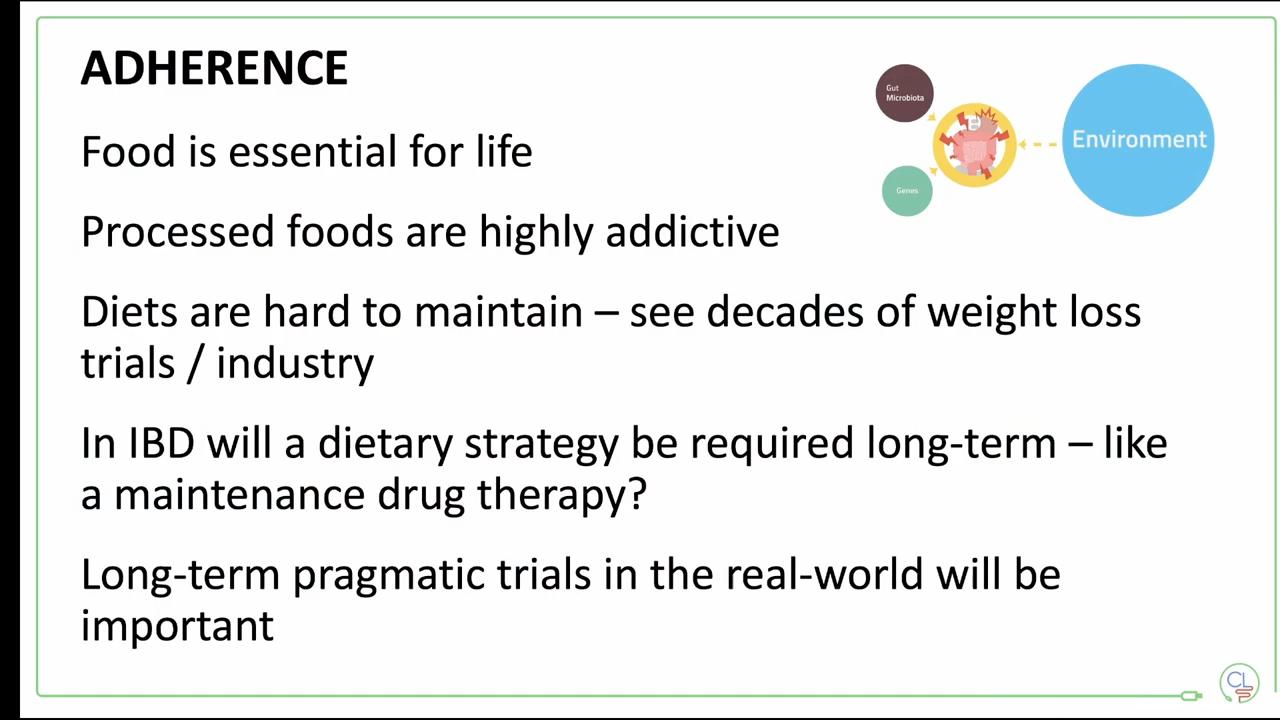 ADHERENCE
Food is essential for life
Processed foods are highly addictive
Diets are hard to maintain – see decades of weight loss
trials / industry
In IBD will a dietary strategy be required long-term – like
a maintenance drug therapy?
Long-term pragmatic trials in the real-world will be
important
Gut
Microbiota
Genes
Environment
CL